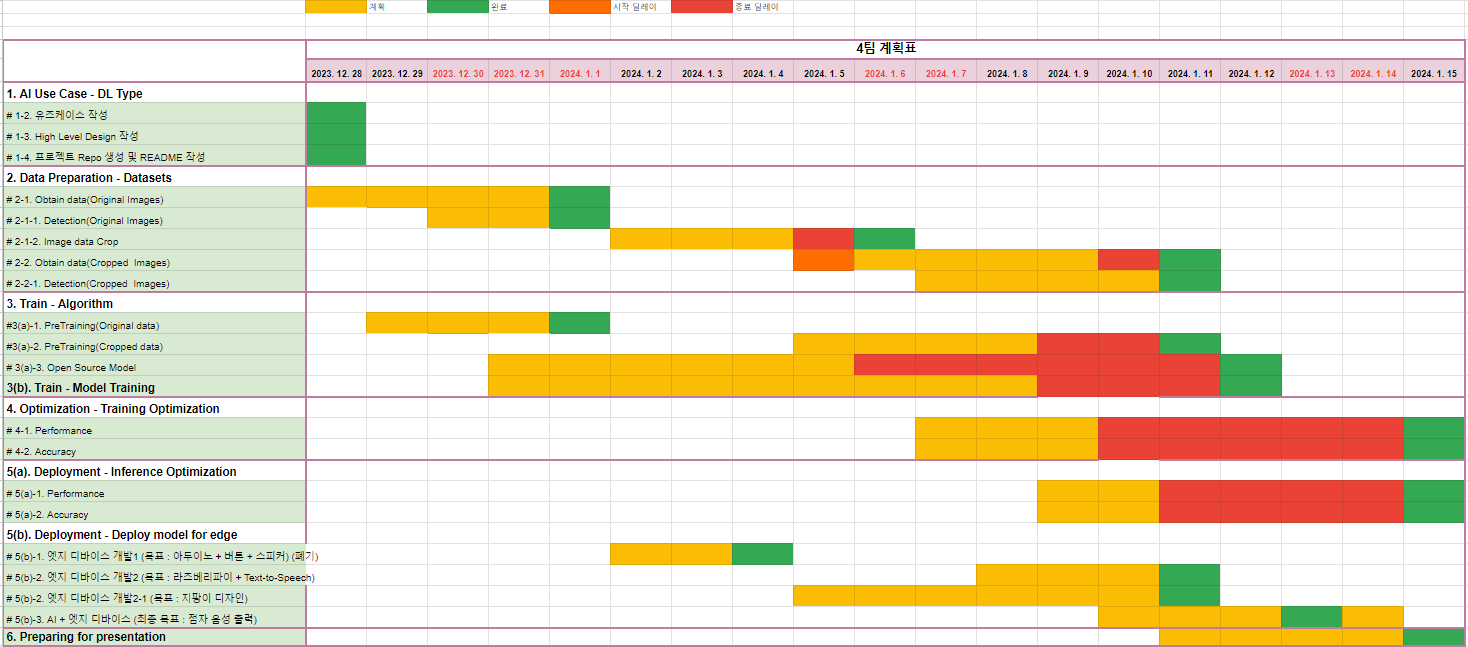 계획 완료 시작 딜레이 종료 딜레이
4팀 계획표
2023. 12. 28 2023. 12. 29 2023. 12. 30 2023. 12. 31 2024. 1. 1 2024. 1. 2 2024. 1. 3 2024. 1. 4 2024. 1. 5 2024. 1. 6 2024. 1. 7 2024. 1. 8 2024. 1. 9 2024. 1. 10 2024. 1. 11 2024. 1. 12 2024. 1. 13 2024. 1. 14 2024. 1. 15
1. AI Use Case - DL Type
# 1-2. 유즈케이스 작성
# 1-3. High Level Design 작성
# 1-4. 프로젝트 Repo 생성 및 README 작성
2. Data Preparation - Datasets
# 2-1. Obtain data(Original Images)
# 2-1-1. Detection(Original Images)
# 2-1-2. Image data Crop
# 2-2. Obtain data(Cropped Images)
# 2-2-1. Detection(Cropped Images)
3. Train - Algorithm
#3(a)-1. PreTraining(Original data)
#3(a)-2. PreTraining(Cropped data)
# 3(a)-3. Open Source Model
3(b). Train - Model Training
4. Optimization - Training Optimization
# 4-1. Performance
# 4-2. Accuracy
5(a). Deployment - Inference Optimization
# 5(a)-1. Performance
# 5(a)-2. Accuracy
5(b). Deployment - Deploy model for edge
# 5(b)-1. 엣지 디바이스 개발1 (목표 : 아두이노 + 버튼 + 스피커) (폐기)
# 5(b)-2. 엣지 디바이스 개발2 (목표 : 라즈베리파이 + Text-to-Speech)
# 5(b)-2. 엣지 디바이스 개발2-1 (목표 : 지팡이 디자인)
# 5(b)-3. AI + 엣지 디바이스 (최종 목표 : 점자 음성 출력)
6. Preparing for presentation